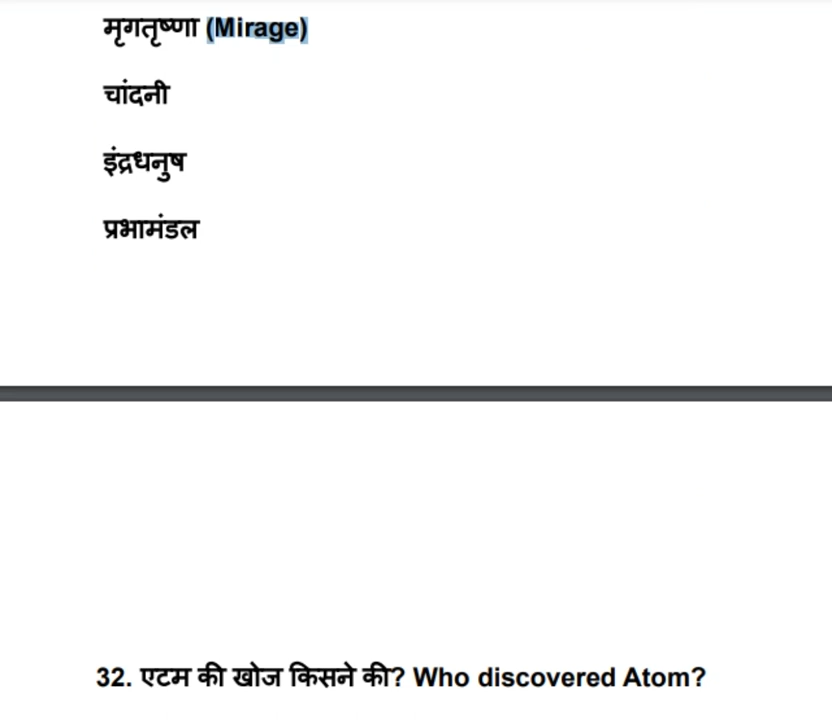 मृगतृष्णा (Mirage)
चांदनी
इंद्रधनुष
प्रभामंडल
32. एटम की खोज किसने की? Who discovered Atom?